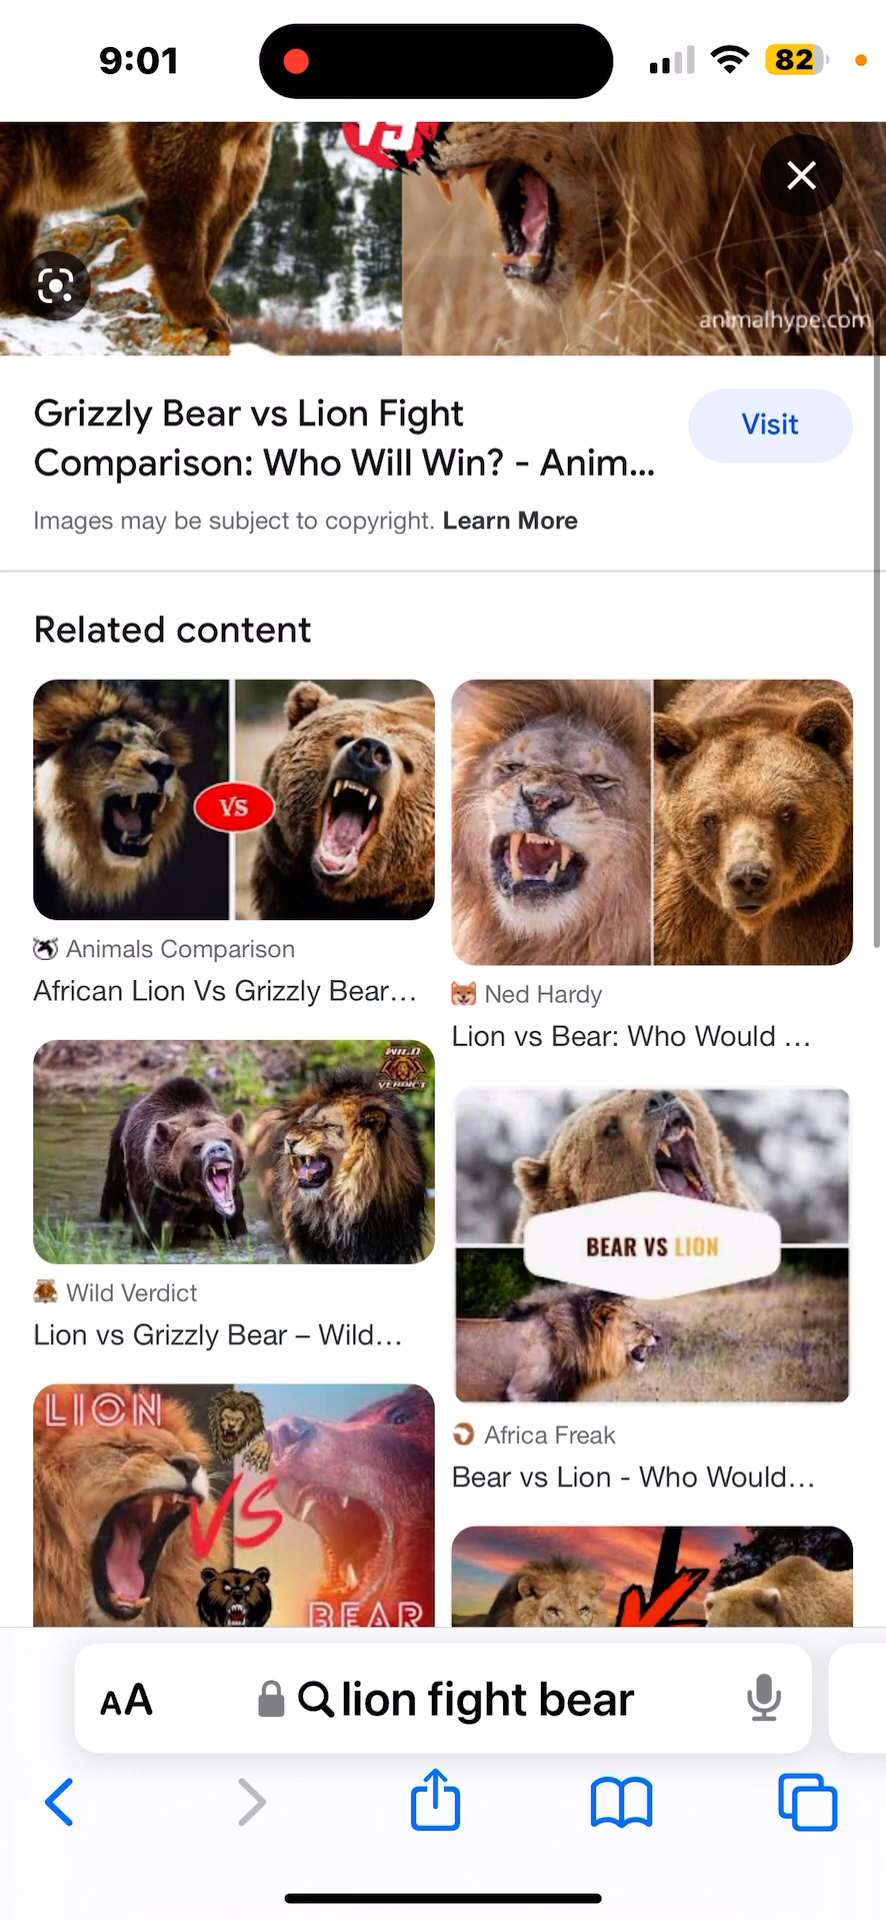 9:01
82
VS
animalhype.com
Grizzly Bear vs Lion Fight
Comparison: Who Will Win? - Anim...
Visit
Images may be subject to copyright. Learn More
Related content
VS
Animals Comparison
African Lion Vs Grizzly Bear...
Ned Hardy
Lion vs Bear: Who Would ...
WILD
VERDICT
Wild Verdict
Lion vs Grizzly Bear – Wild...
BEAR VS LION
Africa Freak
Bear vs Lion - Who Would...
LION
VS
BEAR
AA
lion fight bear